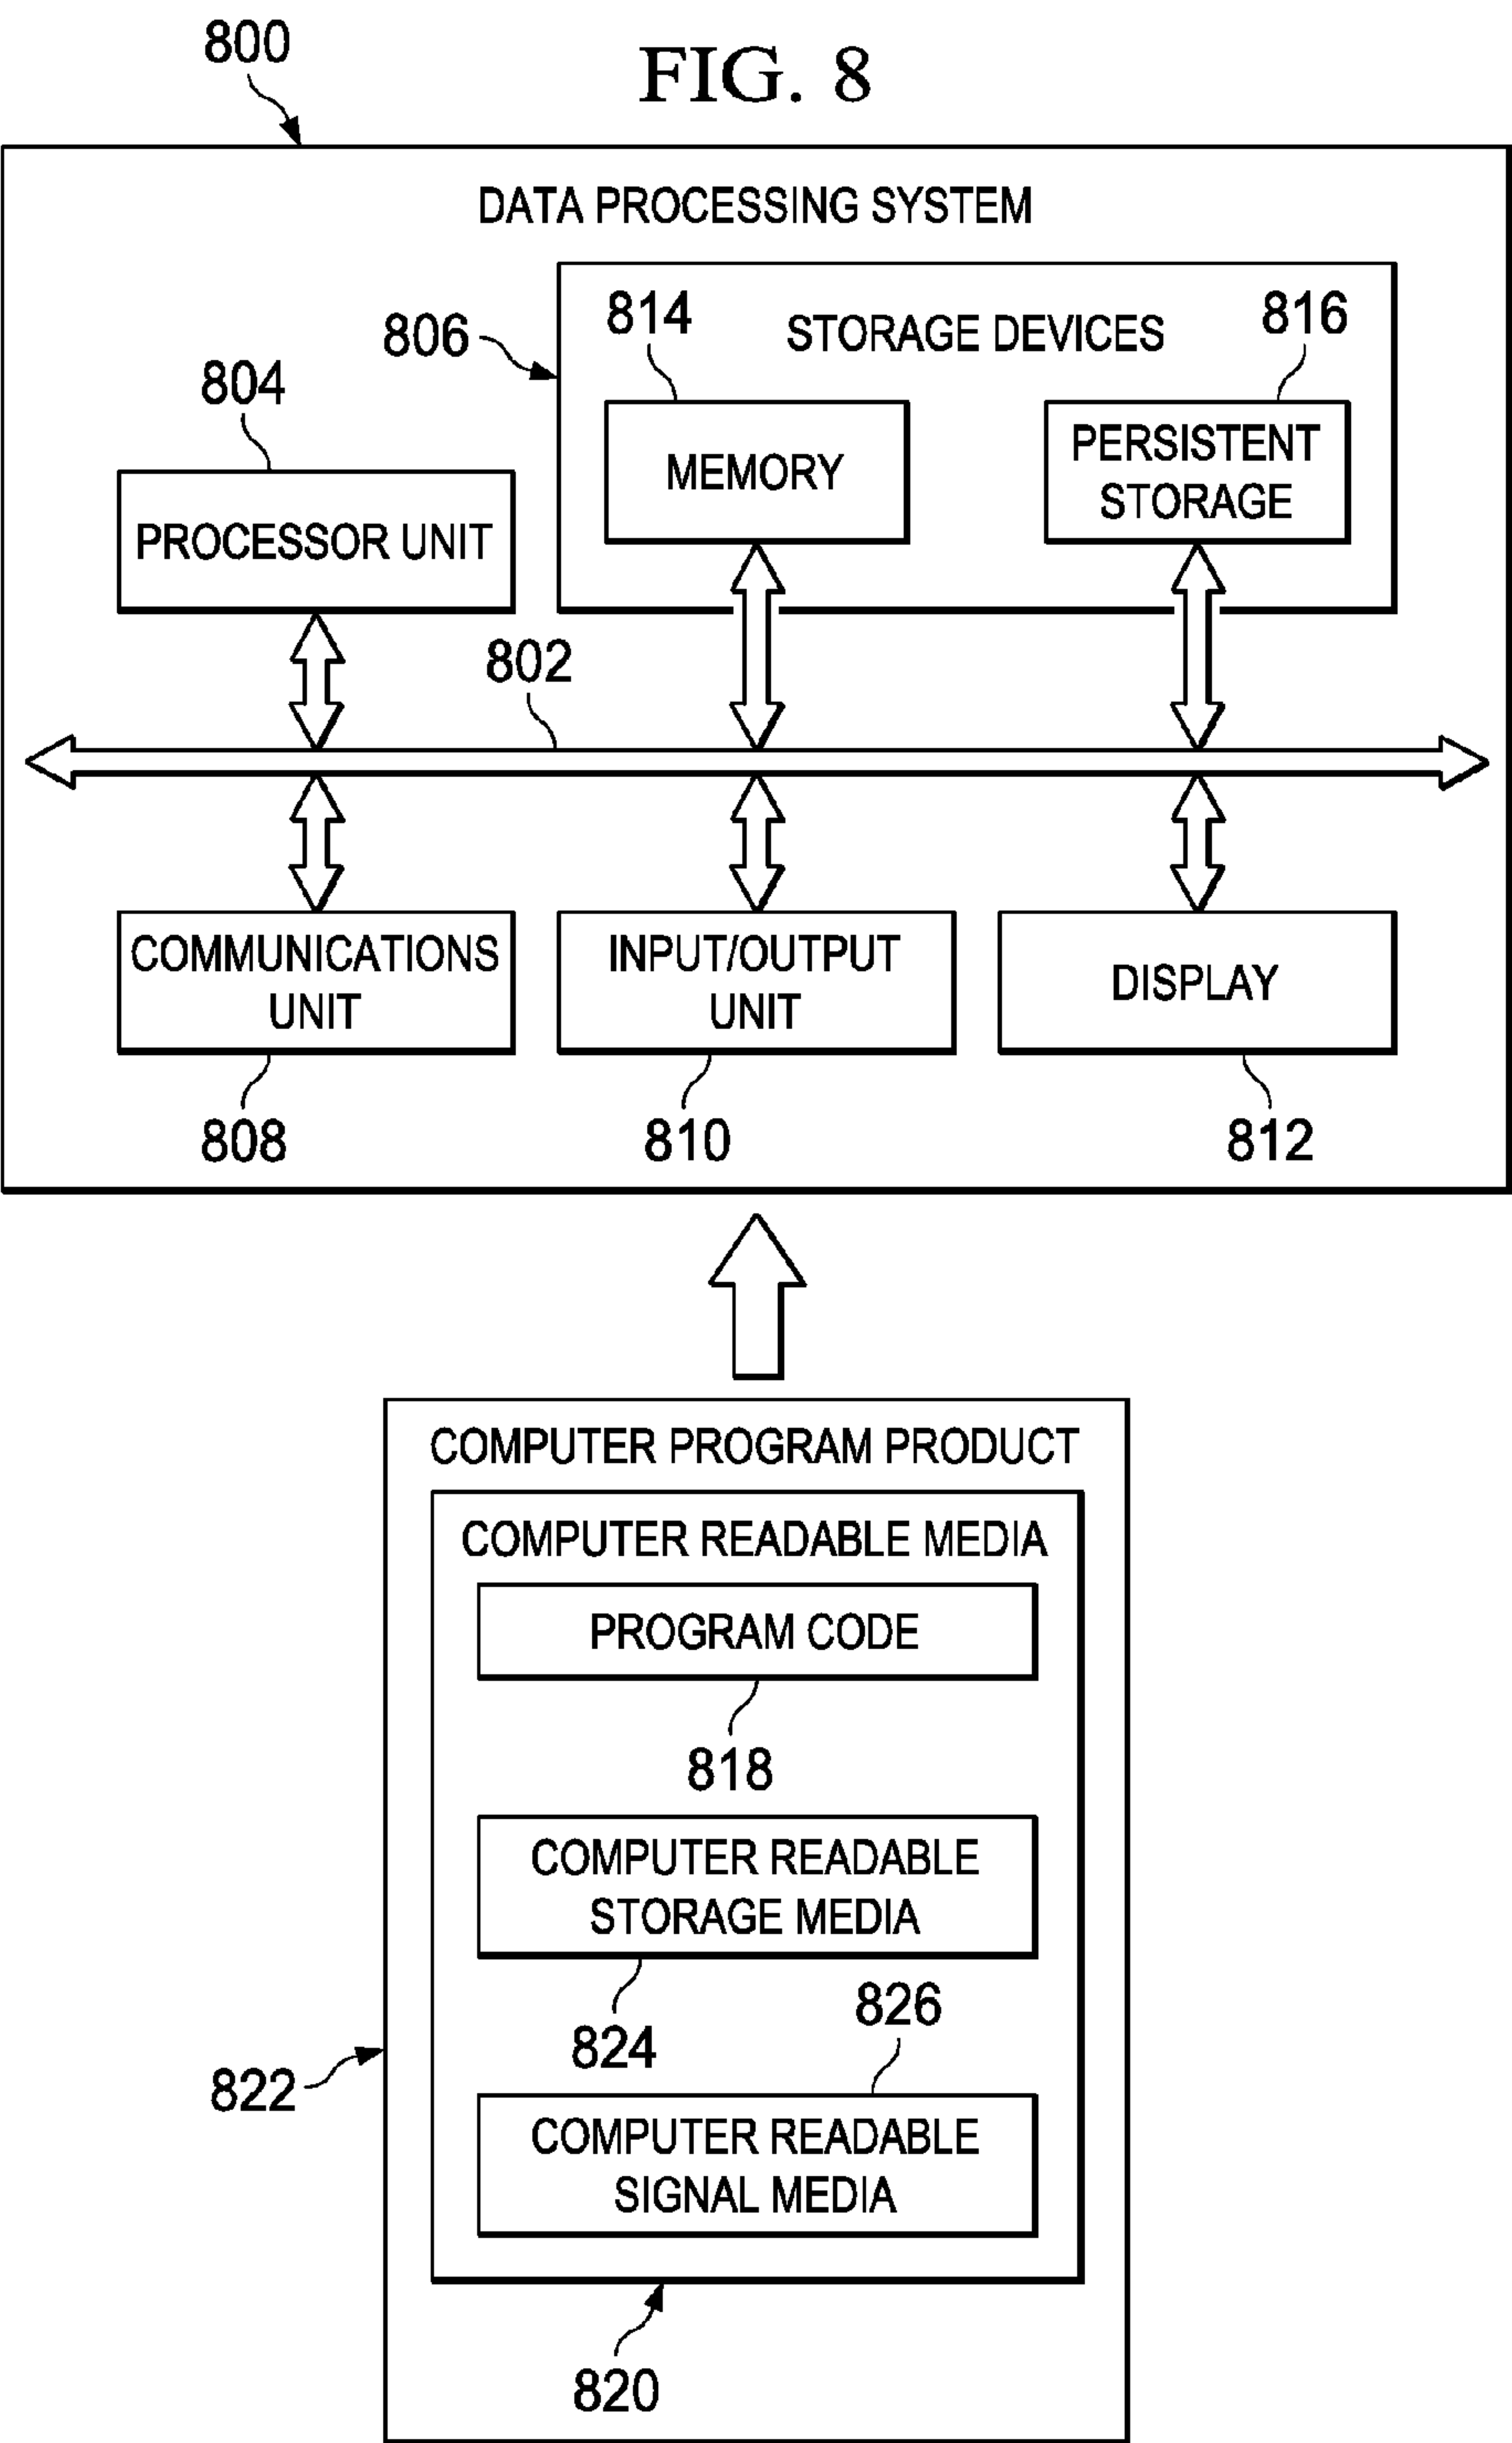 800
FIG. 8
DATA PROCESSING SYSTEM
806
814
STORAGE DEVICES
816
804
MEMORY
PERSISTENT
STORAGE
PROCESSOR UNIT
802
COMMUNICATIONS
UNIT
INPUT/OUTPUT
UNIT
DISPLAY
808
810
812
COMPUTER PROGRAM PRODUCT
COMPUTER READABLE MEDIA
PROGRAM CODE
818
COMPUTER READABLE
STORAGE MEDIA
824
826
822
COMPUTER READABLE
SIGNAL MEDIA
820